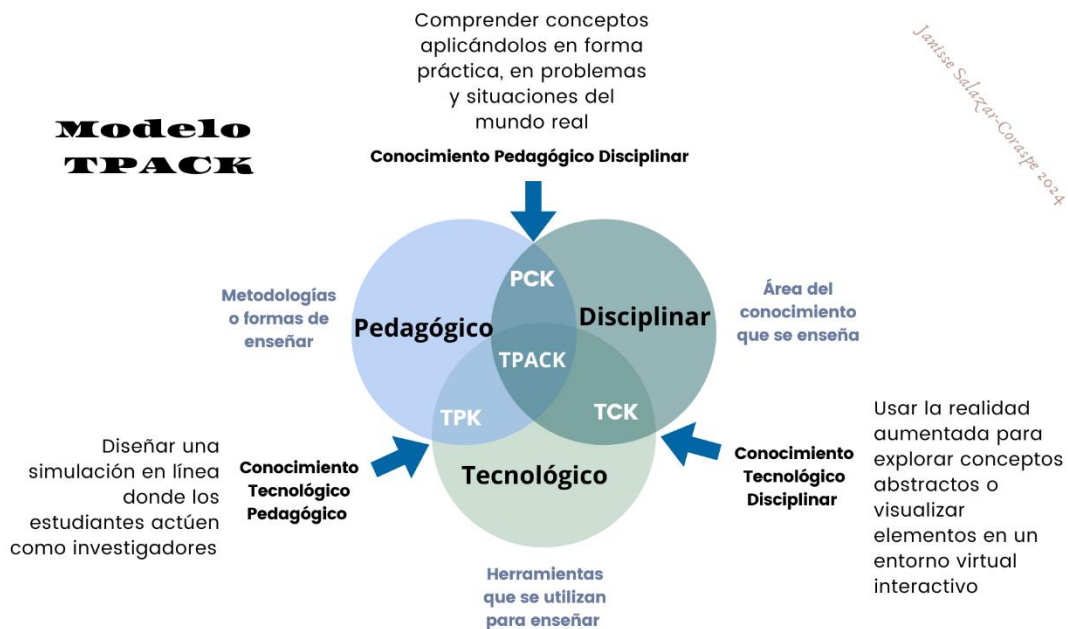 Comprender conceptos
aplicándolos en forma
práctica, en problemas
y situaciones del
mundo real
Janisse Salazar-Coraspe 2024
Modelo
TPACK
Conocimiento Pedagógico Disciplinar
PCK
Metodologías
o formas de
enseñar
Pedagógico
Disciplinar
Área del
conocimiento
que se enseña
TPACK
TPK
TCK
Diseñar una
simulación en línea
donde los
estudiantes actúen
como investigadores
Conocimiento
Tecnológico
Pedagógico
Tecnológico
Conocimiento
Tecnológico
Disciplinar
Usar la realidad
aumentada para
explorar conceptos
abstractos o
visualizar
elementos en un
entorno virtual
interactivo
Herramientas
que se utilizan
para enseñar